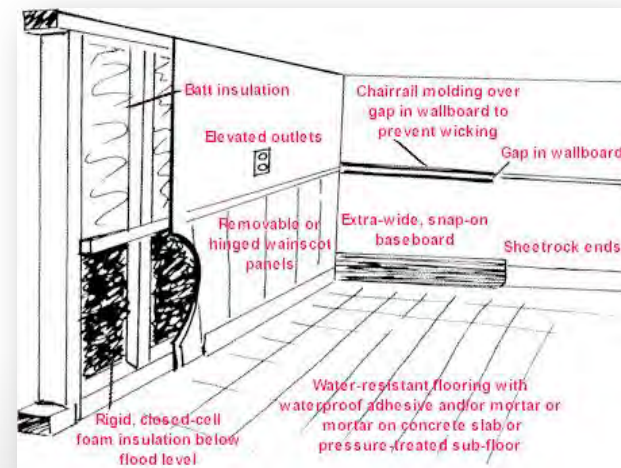 Batt insulation
Elevated outlets
Chairrail molding over
gap in wallboard to
prevent wicking
Gap in wallboard
Removable or
hinged wainscot
panels
Extra-wide, snap-on
baseboard
Sheetrock ends
Rigid, closed-cell
foam insulation below
flood level
Water-resistant flooring with
waterproof adhesive and/or mortar or
mortar on concrete slab or
pressure-treated sub-floor